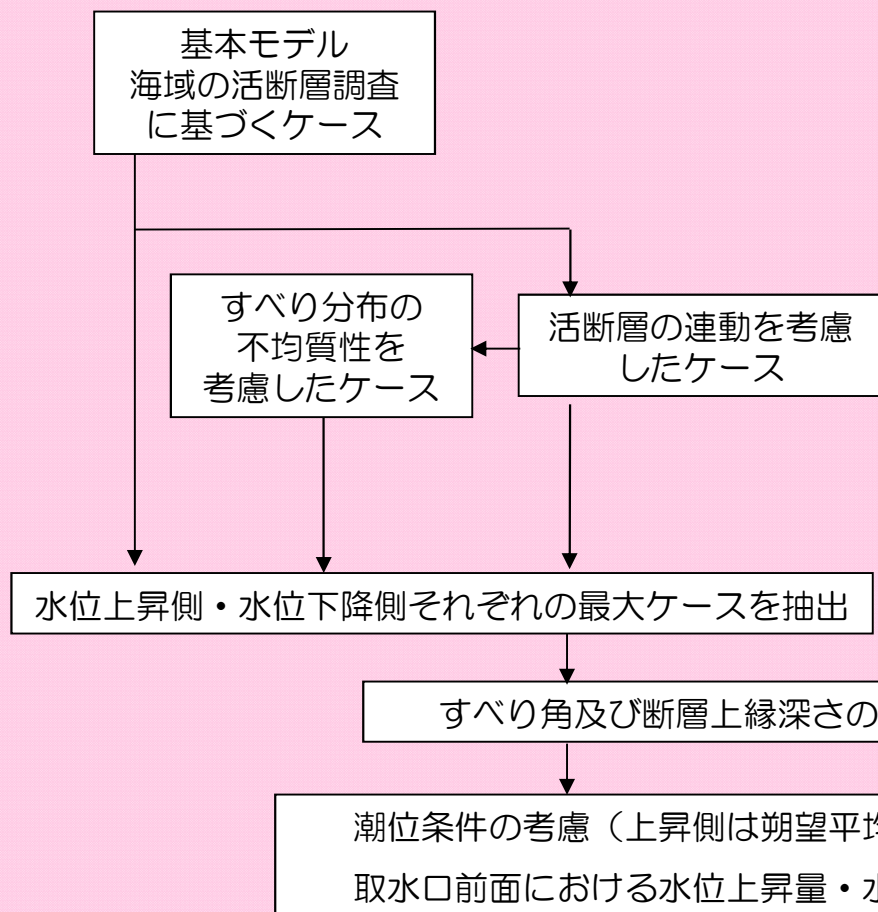 基本モデル
海域の活断層調査
に基づくケース
すべり分布の
不均質性を
考慮したケース
活断層の連動を考慮
したケース
水位上昇側・水位下降側それぞれの最大ケースを抽出
すべり角及び断層上縁深さの
潮位条件の考慮（上昇側は朔望平均
取水口前面における水位上昇量・水